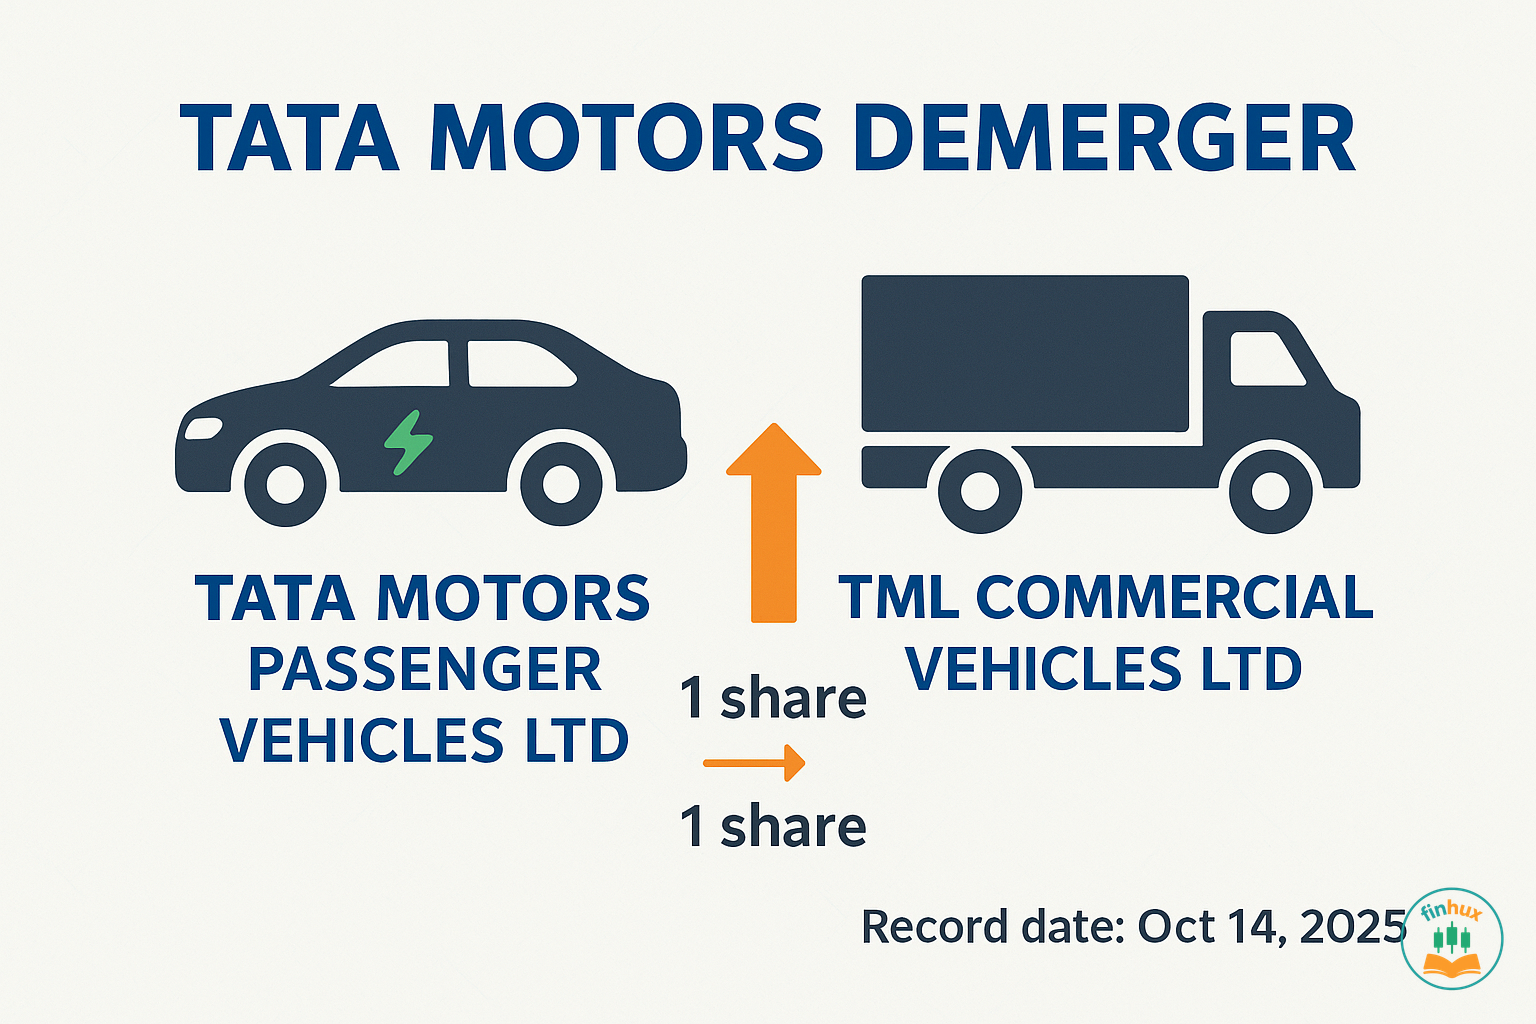 TATA MOTORS DEMERGER
TATA MOTORS
PASSENGER
VEHICLES LTD
TML COMMERCIAL
VEHICLES LTD
1 share
1 share
Record date: Oct 14, 2025
finhux